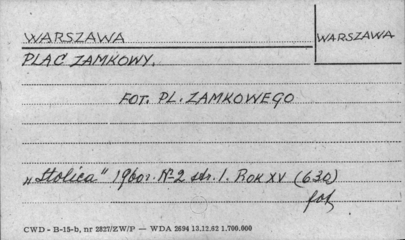 WARSZAWA
WARSZAWA
PLAC ZAMKOWY.
FOT. PL. ZAMKOWEGO
„Stolica" 1960r. № 2 str. 1. ROK XV (630)
fot.
CWD - B-15-b, nr 2827/ZW/P — WDA 2694 13.12.62 1.700.000